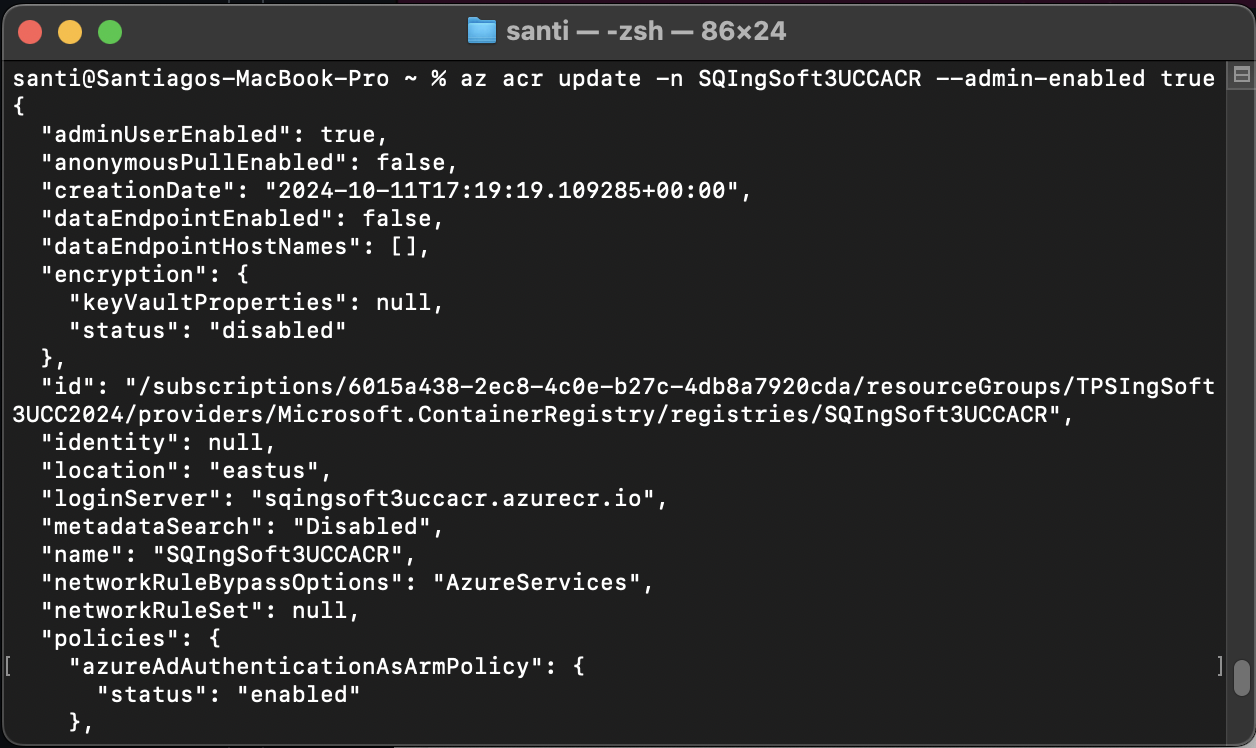 santi — -zsh — 86×24
santi@Santiagos-MacBook-Pro ~ % az acr update -n SQIngSoft3UCCACR --admin-enabled true
{
  "adminUserEnabled": true,
  "anonymousPullEnabled": false,
  "creationDate": "2024-10-11T17:19:19.109285+00:00",
  "dataEndpointEnabled": false,
  "dataEndpointHostNames": [],
  "encryption": {
    "keyVaultProperties": null,
    "status": "disabled"
  },
  "id": "/subscriptions/6015a438-2ec8-4c0e-b27c-4db8a7920cda/resourceGroups/TPSIngSoft
3UCC2024/providers/Microsoft.ContainerRegistry/registries/SQIngSoft3UCCACR",
  "identity": null,
  "location": "eastus",
  "loginServer": "sqingsoft3uccacr.azurecr.io",
  "metadataSearch": "Disabled",
  "name": "SQIngSoft3UCCACR",
  "networkRuleBypassOptions": "AzureServices",
  "networkRuleSet": null,
  "policies": {
[    "azureAdAuthenticationAsArmPolicy": { ]
      "status": "enabled"
    },